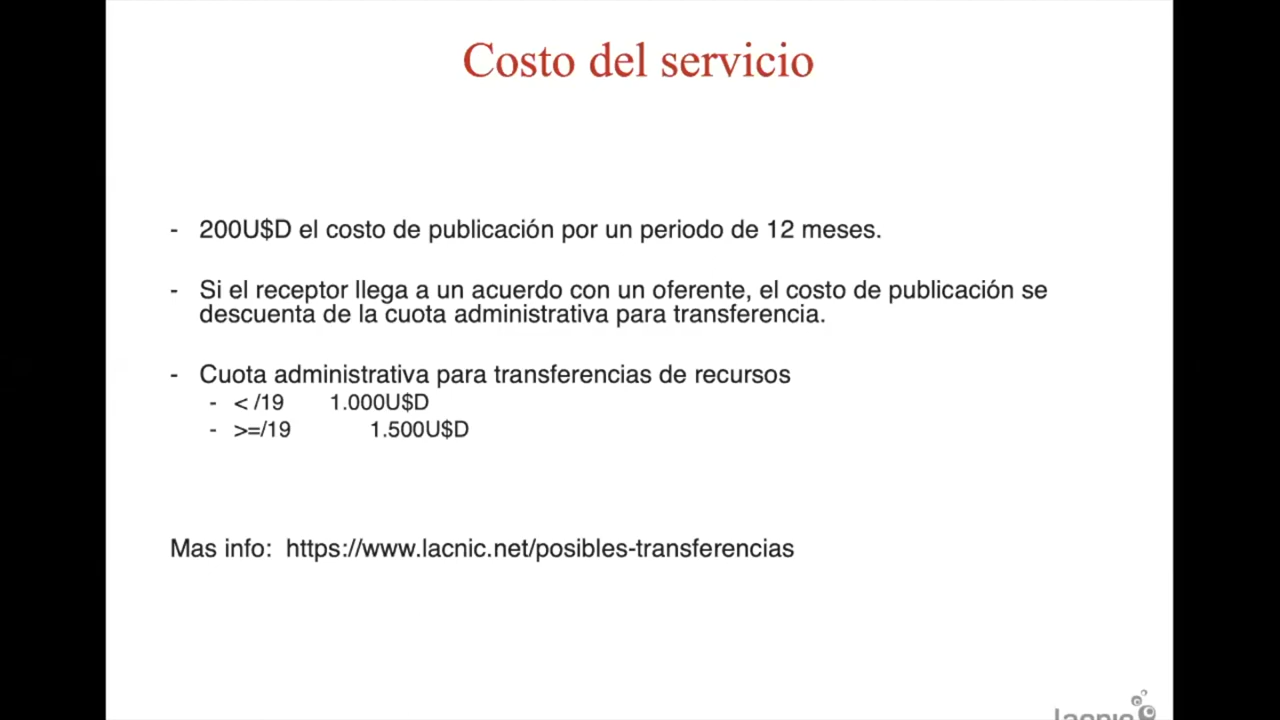 Costo del servicio
- 200U$D el costo de publicación por un periodo de 12 meses.
- Si el receptor llega a un acuerdo con un oferente, el costo de publicación se
descuenta de la cuota administrativa para transferencia.
- Cuota administrativa para transferencias de recursos
- < /19 1.000U$D
- >=/19 1.500U$D
Mas info: https://www.lacnic.net/posibles-transferencias
lacnic